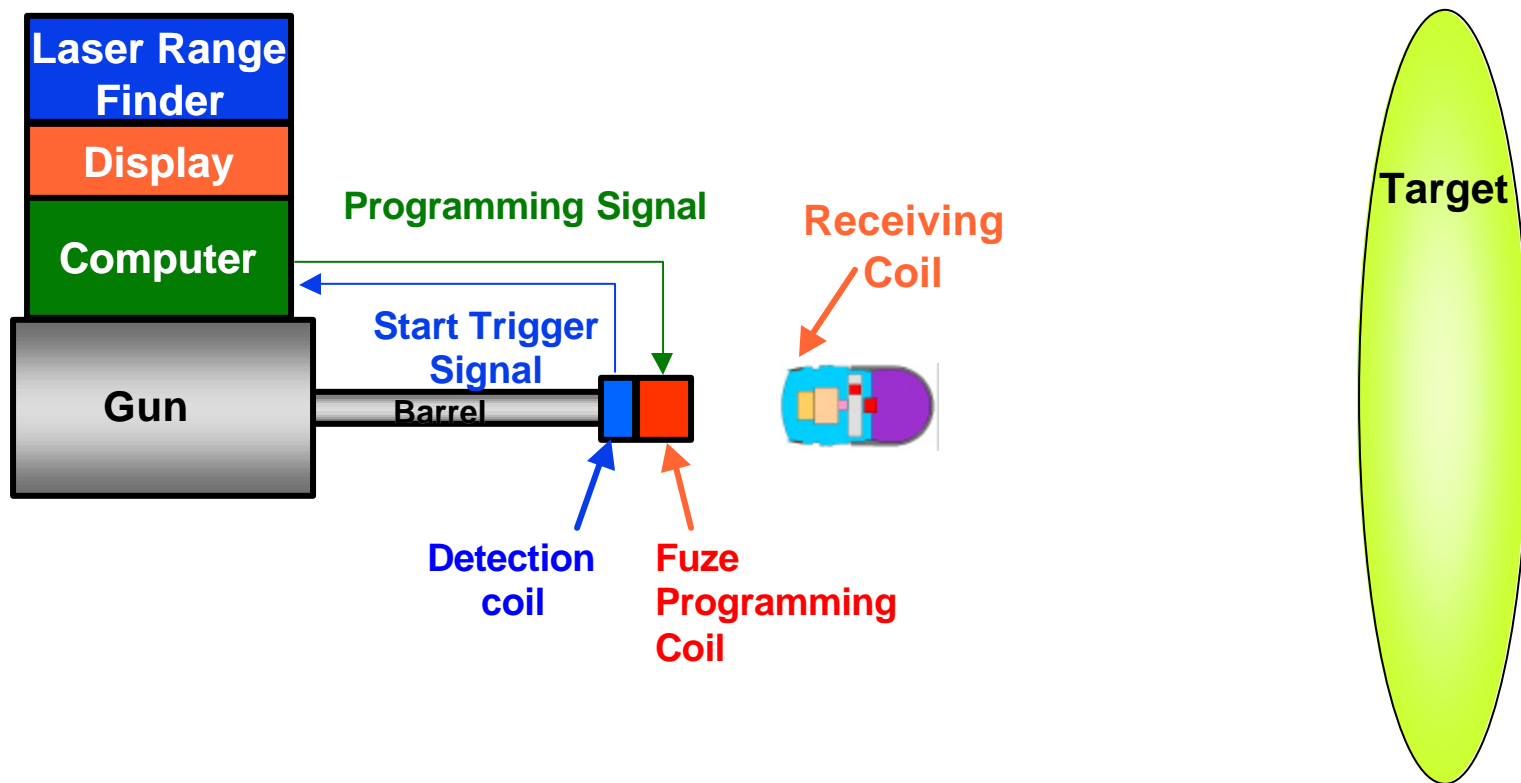 Laser Range
Finder
Display
Computer
Programming Signal
Receiving
Coil
Target
Start Trigger
Signal
Gun
Barrel
Detection
coil
Fuze
Programming
Coil